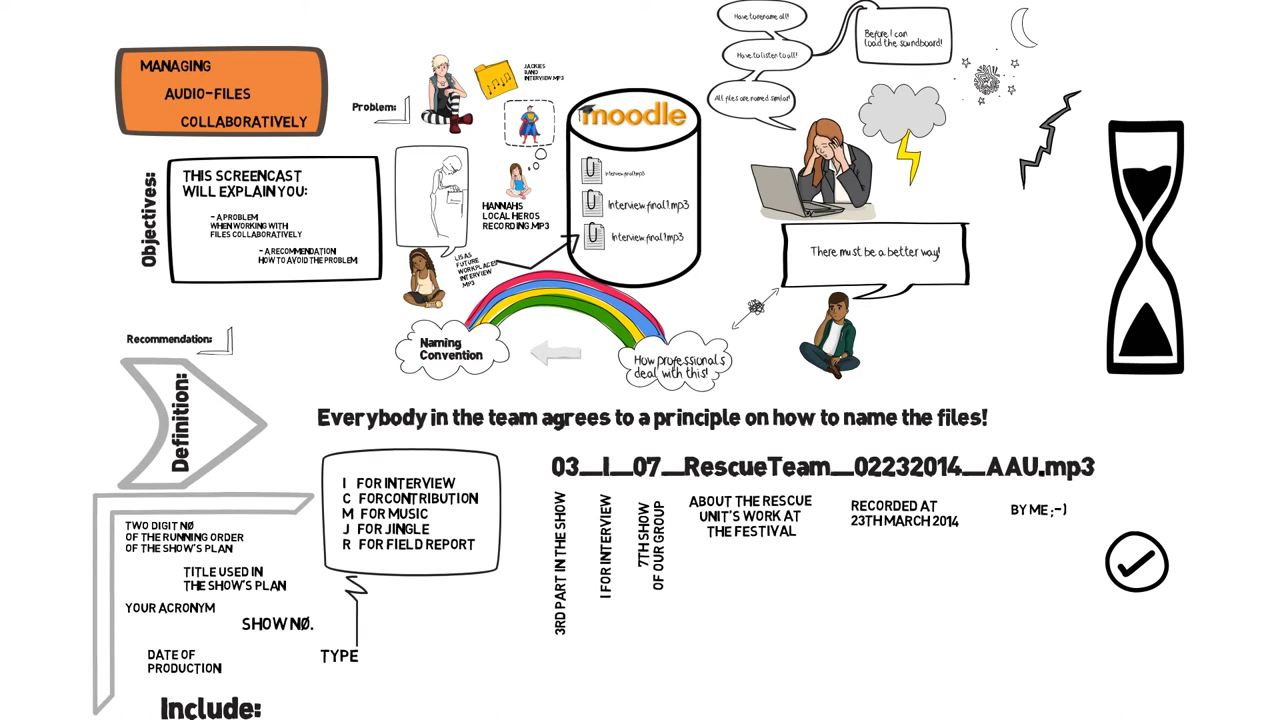 MANAGING
AUDIO-FILES
COLLABORATIVELY
Objectives:
THIS SCREENCAST
WILL EXPLAIN YOU:
- A PROBLEM
WHEN WORKING WITH
FILES COLLABORATIVELY
- A RECOMMENDATION
HOW TO AVOID THE PROBLEM
Problem:
JACKIES
BAND
INTERVIEW.MP3
HANNAHS
LOCAL HEROS
RECORDING.MP3
LISAS
FUTURE
WORKPLACES
INTERVIEW
.MP3
moodle
Interview.final.mp3
Interview.final1.mp3
Interview.final1.mp3
Have to rename all!
Have to listen to all!
All files are named similar!
Before I can
load the soundboard!
There must be a better way!
Naming
Convention
How professionals
deal with this!
Recommendation:
Definition:
Everybody in the team agrees to a principle on how to name the files!
TWO DIGIT NØ
OF THE RUNNING ORDER
OF THE SHOW'S PLAN
TITLE USED IN
THE SHOW'S PLAN
YOUR ACRONYM
SHOW NØ.
DATE OF
PRODUCTION
TYPE
Include:
I FOR INTERVIEW
C FOR CONTRIBUTION
M FOR MUSIC
J FOR JINGLE
R FOR FIELD REPORT
03_I_07_RescueTeam_02232014_AAU.mp3
3RD PART IN THE SHOW
I FOR INTERVIEW
7TH SHOW
OF OUR GROUP
ABOUT THE RESCUE
UNIT'S WORK AT
THE FESTIVAL
RECORDED AT
23TH MARCH 2014
BY ME ;-)